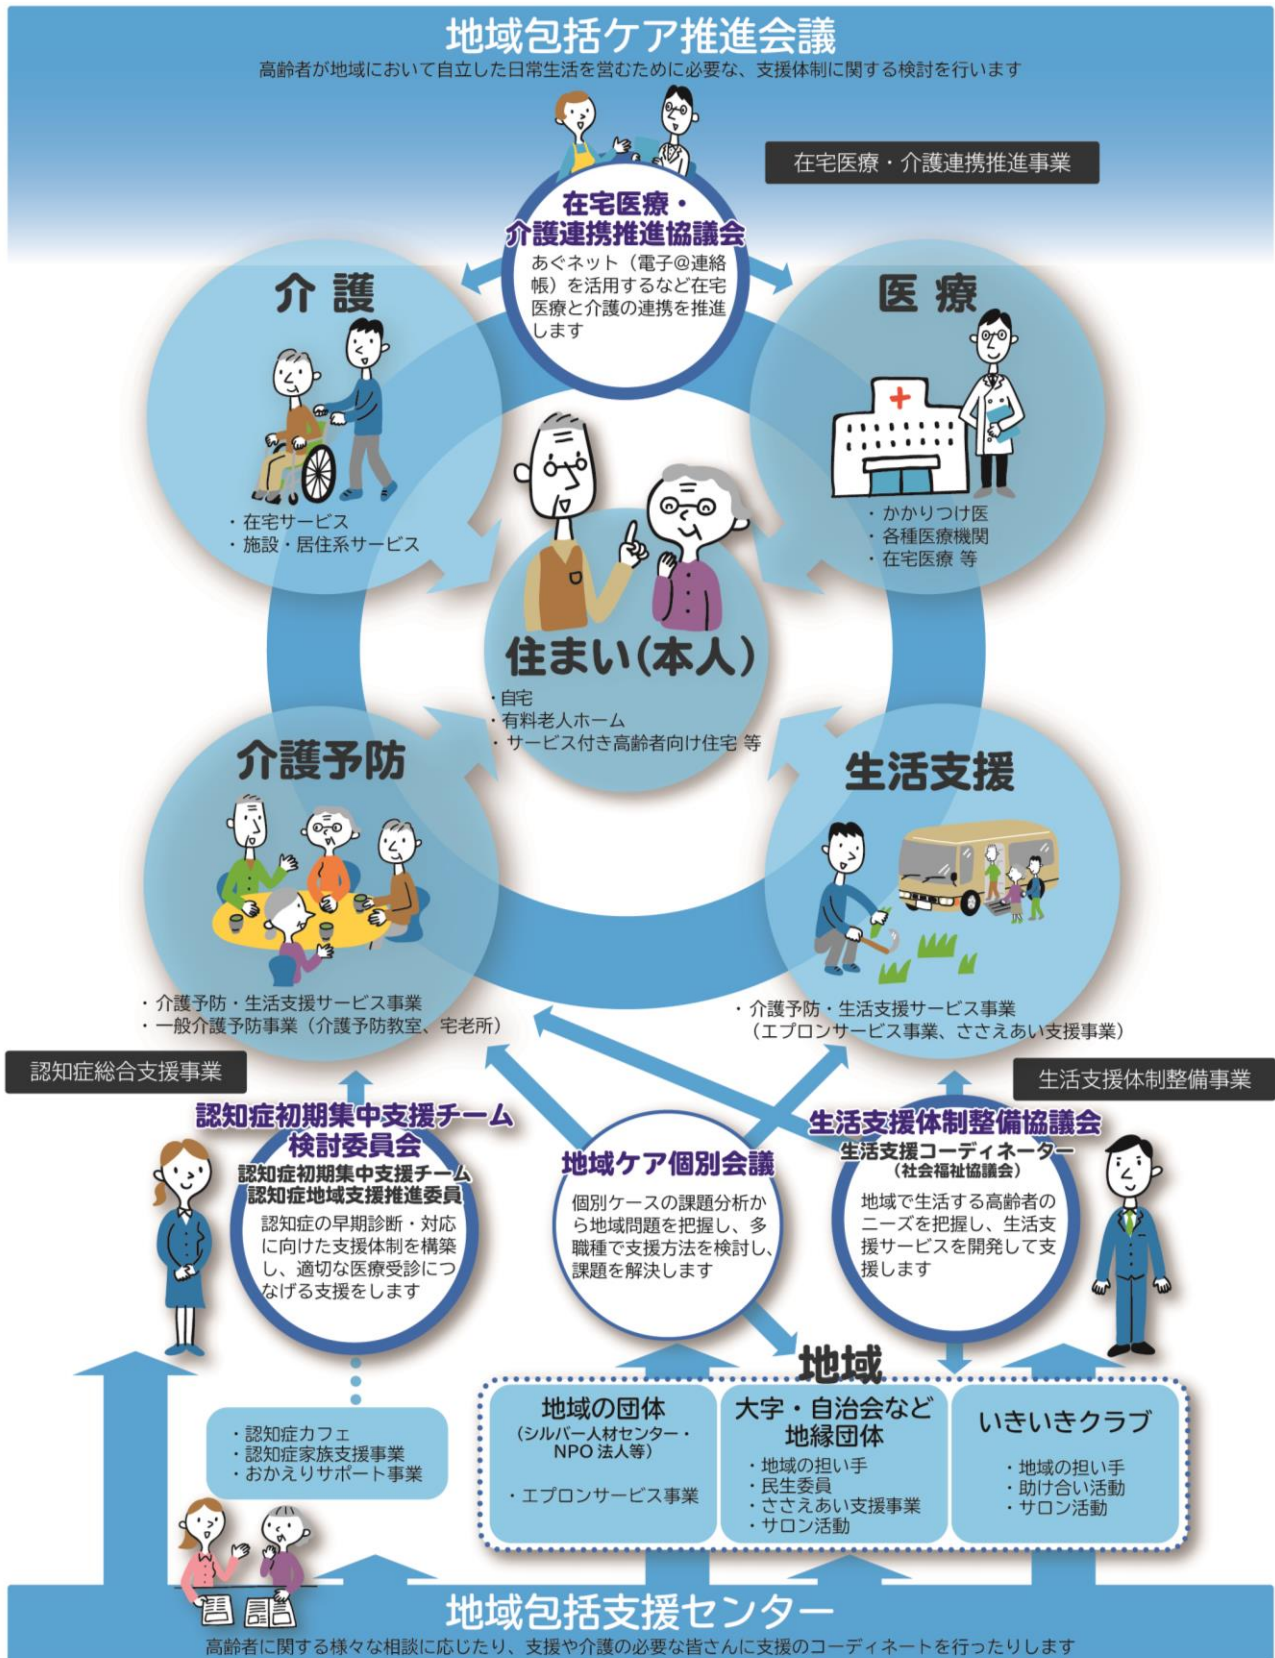 地域包括ケア推進会議
高齢者が地域において自立した日常生活を営むために必要な、支援体制に関する検討を行います
在宅医療・介護連携推進事業
在宅医療・
介護連携推進協議会
あぐネット（電子@連絡
帳）を活用するなど在宅
医療と介護の連携を推進
します
介護
・在宅サービス
・施設・居住系サービス
医療
・かかりつけ医
・各種医療機関
・在宅医療 等
住まい(本人)
・自宅
・有料老人ホーム
・サービス付き高齢者向け住宅 等
介護予防
・介護予防・生活支援サービス事業
・一般介護予防事業（介護予防教室、宅老所）
生活支援
・介護予防・生活支援サービス事業
（エプロンサービス事業、ささえあい支援事業）
認知症総合支援事業
生活支援体制整備事業
認知症初期集中支援チーム
検討委員会
認知症初期集中支援チーム
認知症地域支援推進委員
認知症の早期診断・対応
に向けた支援体制を構築
し、適切な医療受診につ
なげる支援をします
地域ケア個別会議
個別ケースの課題分析か
ら地域問題を把握し、多
職種で支援方法を検討し、
課題を解決します
生活支援体制整備協議会
生活支援コーディネーター
（社会福祉協議会）
地域で生活する高齢者の
ニーズを把握し、生活支
援サービスを開発して支
援します
・認知症カフェ
・認知症家族支援事業
・おかえりサポート事業
地域
地域の団体
(シルバー人材センター・
NPO 法人等)
・エプロンサービス事業
大字・自治会など
地縁団体
・地域の担い手
・民生委員
・ささえあい支援事業
・サロン活動
いきいきクラブ
・地域の担い手
・助け合い活動
・サロン活動
地域包括支援センター
高齢者に関する様々な相談に応じたり、支援や介護の必要な皆さんに支援のコーディネートを行ったりします